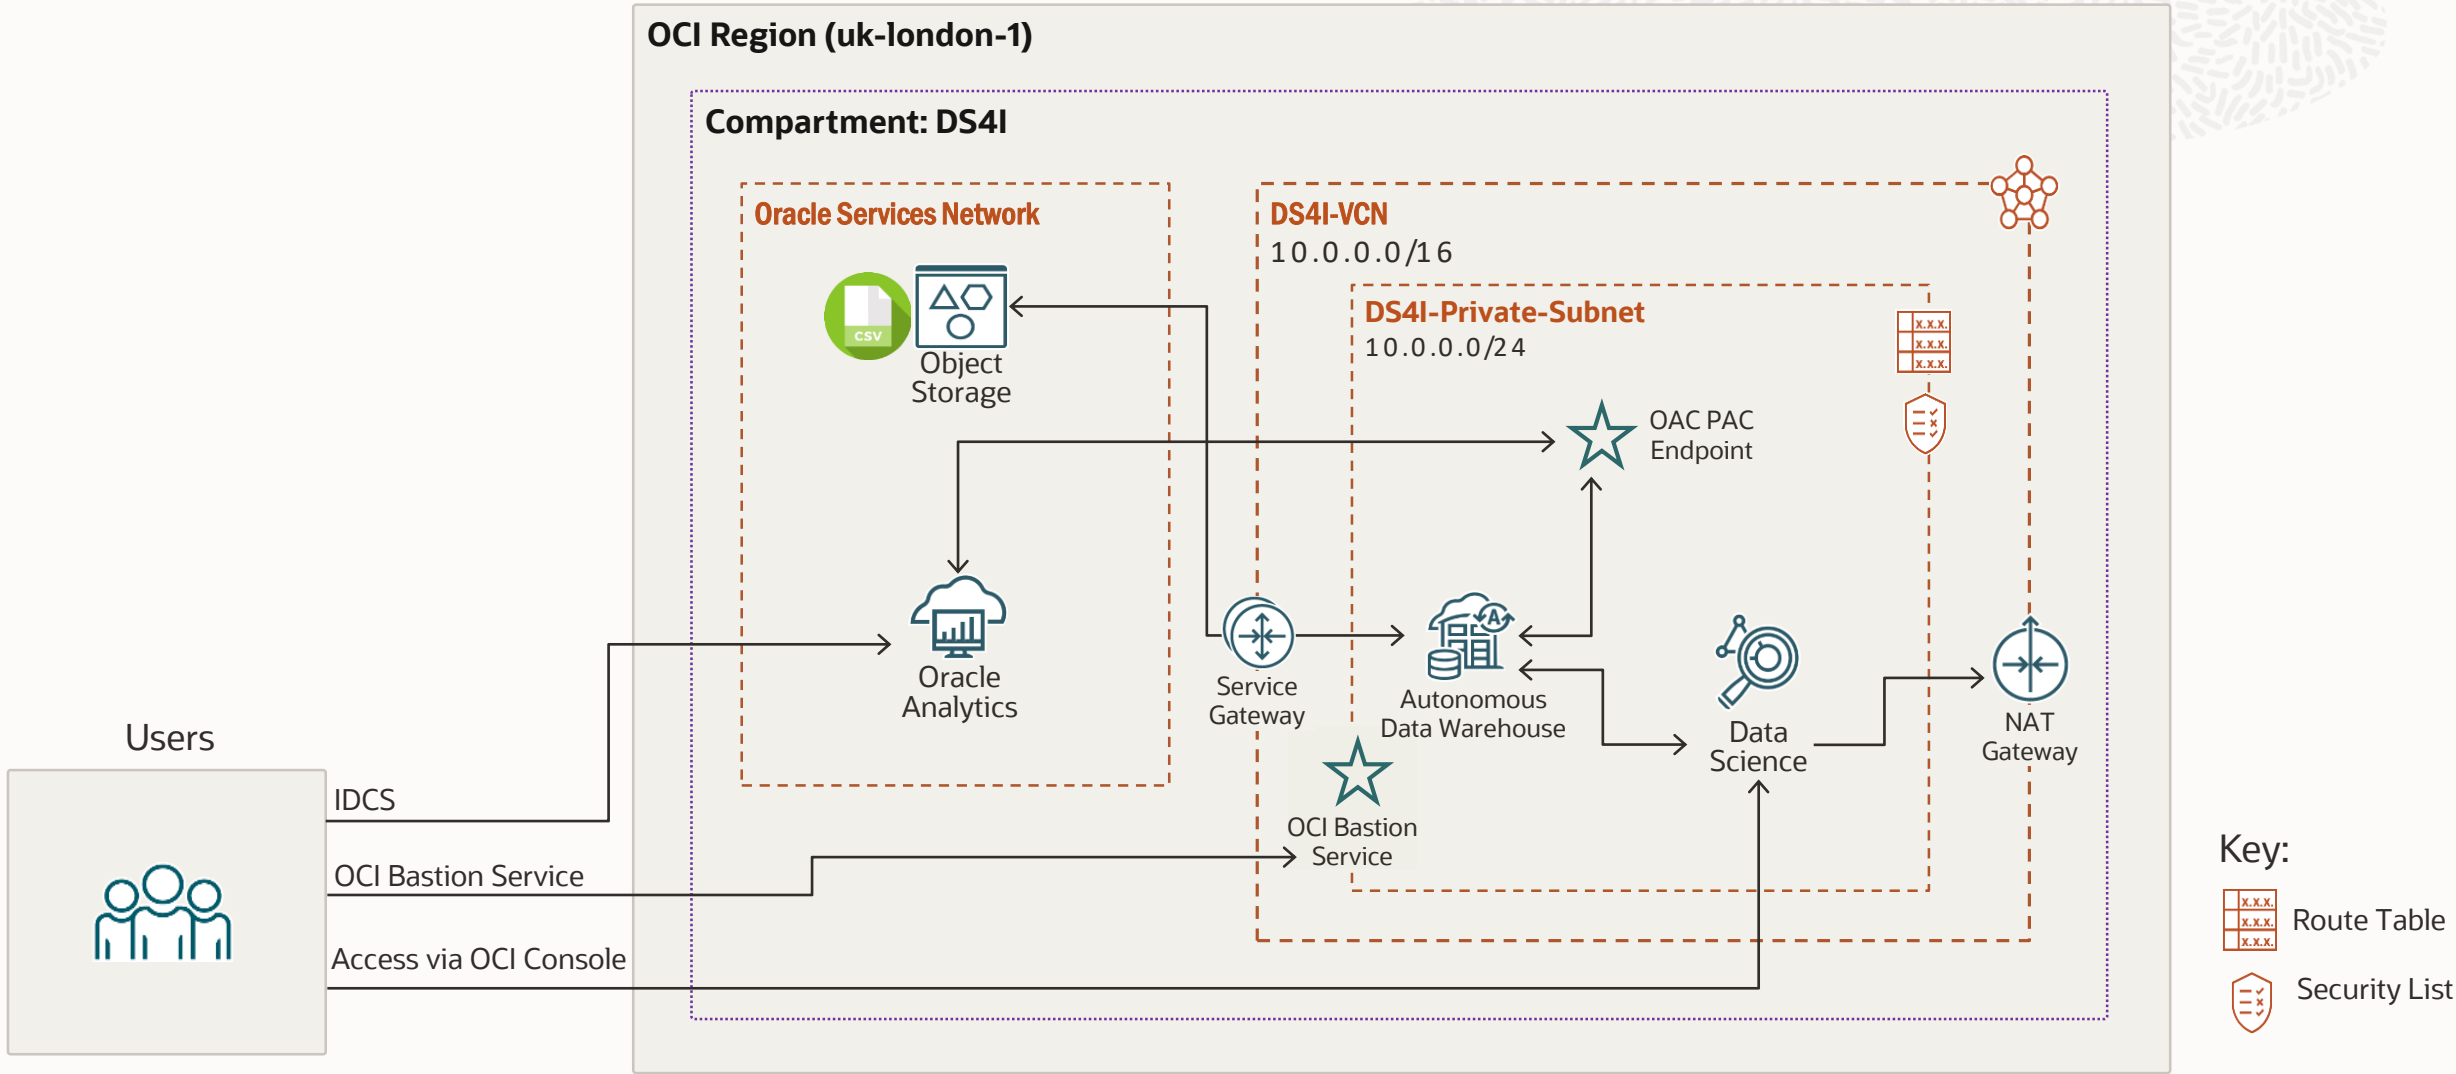 OCI Region (uk-london-1)
Compartment: DS4I
Oracle Services Network
CSV
Object
Storage
Oracle
Analytics
DS4I-VCN
10.0.0.0/16
DS4I-Private-Subnet
10.0.0.0/24
x.x.x.
x.x.x.
x.x.x.
OAC PAC
Endpoint
Service
Gateway
A
Autonomous
Data Warehouse
Data
Science
NAT
Gateway
OCI Bastion
Service
Users
IDCS
OCI Bastion Service
Access via OCI Console
Key:
x.x.x.
x.x.x.
x.x.x.
Route Table
Security List